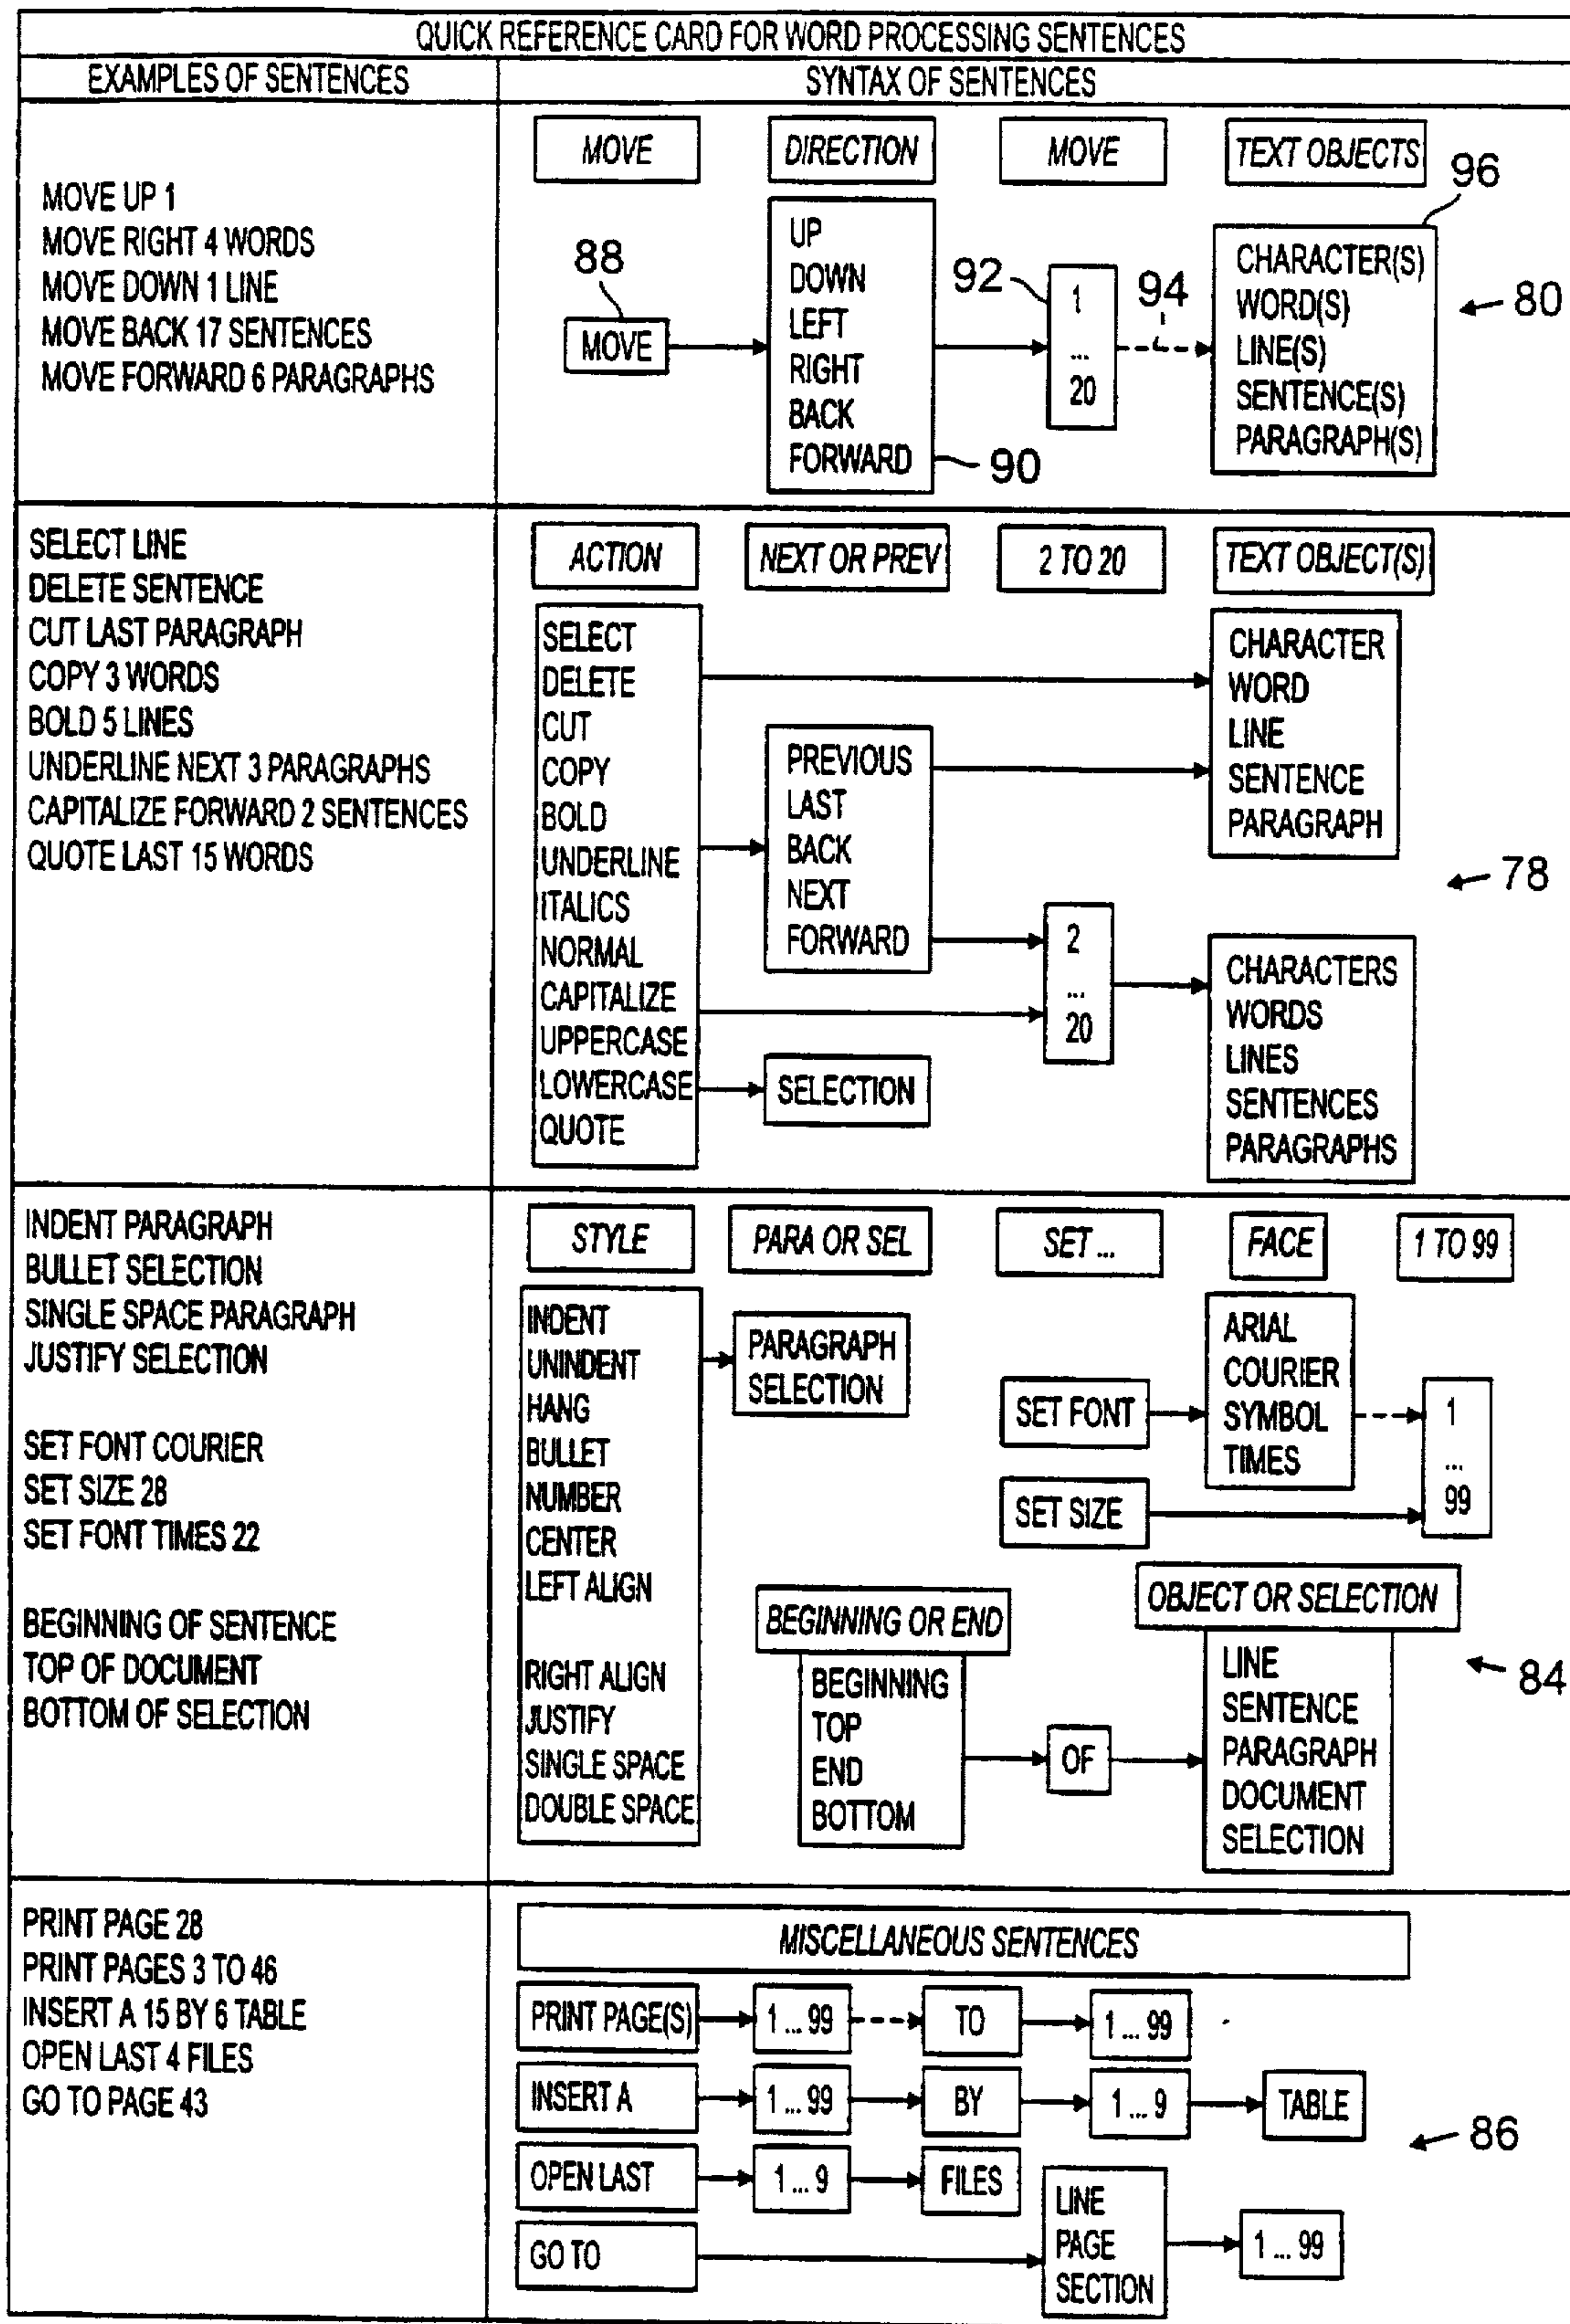 QUICK REFERENCE CARD FOR WORD PROCESSING SENTENCES
EXAMPLES OF SENTENCES
SYNTAX OF SENTENCES
MOVE UP 1
MOVE RIGHT 4 WORDS
MOVE DOWN 1 LINE
MOVE BACK 17 SENTENCES
MOVE FORWARD 6 PARAGRAPHS
MOVE
DIRECTION
MOVE
TEXT OBJECTS
88
MOVE
UP
DOWN
LEFT
RIGHT
BACK
FORWARD
90
92
1
...
20
94
96
CHARACTER(S)
WORD(S)
LINE(S)
SENTENCE(S)
PARAGRAPH(S)
80
SELECT LINE
DELETE SENTENCE
CUT LAST PARAGRAPH
COPY 3 WORDS
BOLD 5 LINES
UNDERLINE NEXT 3 PARAGRAPHS
CAPITALIZE FORWARD 2 SENTENCES
QUOTE LAST 15 WORDS
ACTION
NEXT OR PREV
2 TO 20
TEXT OBJECT(S)
SELECT
DELETE
CUT
COPY
BOLD
UNDERLINE
ITALICS
NORMAL
CAPITALIZE
UPPERCASE
LOWERCASE
QUOTE
PREVIOUS
LAST
BACK
NEXT
FORWARD
SELECTION
2
...
20
CHARACTER
WORD
LINE
SENTENCE
PARAGRAPH
78
CHARACTERS
WORDS
LINES
SENTENCES
PARAGRAPHS
INDENT PARAGRAPH
BULLET SELECTION
SINGLE SPACE PARAGRAPH
JUSTIFY SELECTION
SET FONT COURIER
SET SIZE 28
SET FONT TIMES 22
BEGINNING OF SENTENCE
TOP OF DOCUMENT
BOTTOM OF SELECTION
STYLE
PARA OR SEL
SET ...
FACE
1 TO 99
INDENT
UNINDENT
HANG
BULLET
NUMBER
CENTER
LEFT ALIGN
RIGHT ALIGN
JUSTIFY
SINGLE SPACE
DOUBLE SPACE
PARAGRAPH
SELECTION
SET FONT
SET SIZE
ARIAL
COURIER
SYMBOL
TIMES
1
...
99
BEGINNING OR END
BEGINNING
TOP
END
BOTTOM
OF
OBJECT OR SELECTION
LINE
SENTENCE
PARAGRAPH
DOCUMENT
SELECTION
84
PRINT PAGE 28
PRINT PAGES 3 TO 46
INSERT A 15 BY 6 TABLE
OPEN LAST 4 FILES
GO TO PAGE 43
MISCELLANEOUS SENTENCES
PRINT PAGE(S) 1 ... 99 TO 1 ... 99
INSERT A 1 ... 99 BY 1 ... 9 TABLE
86
OPEN LAST 1 ... 9 FILES
GO TO
LINE
PAGE
SECTION
1 ... 99